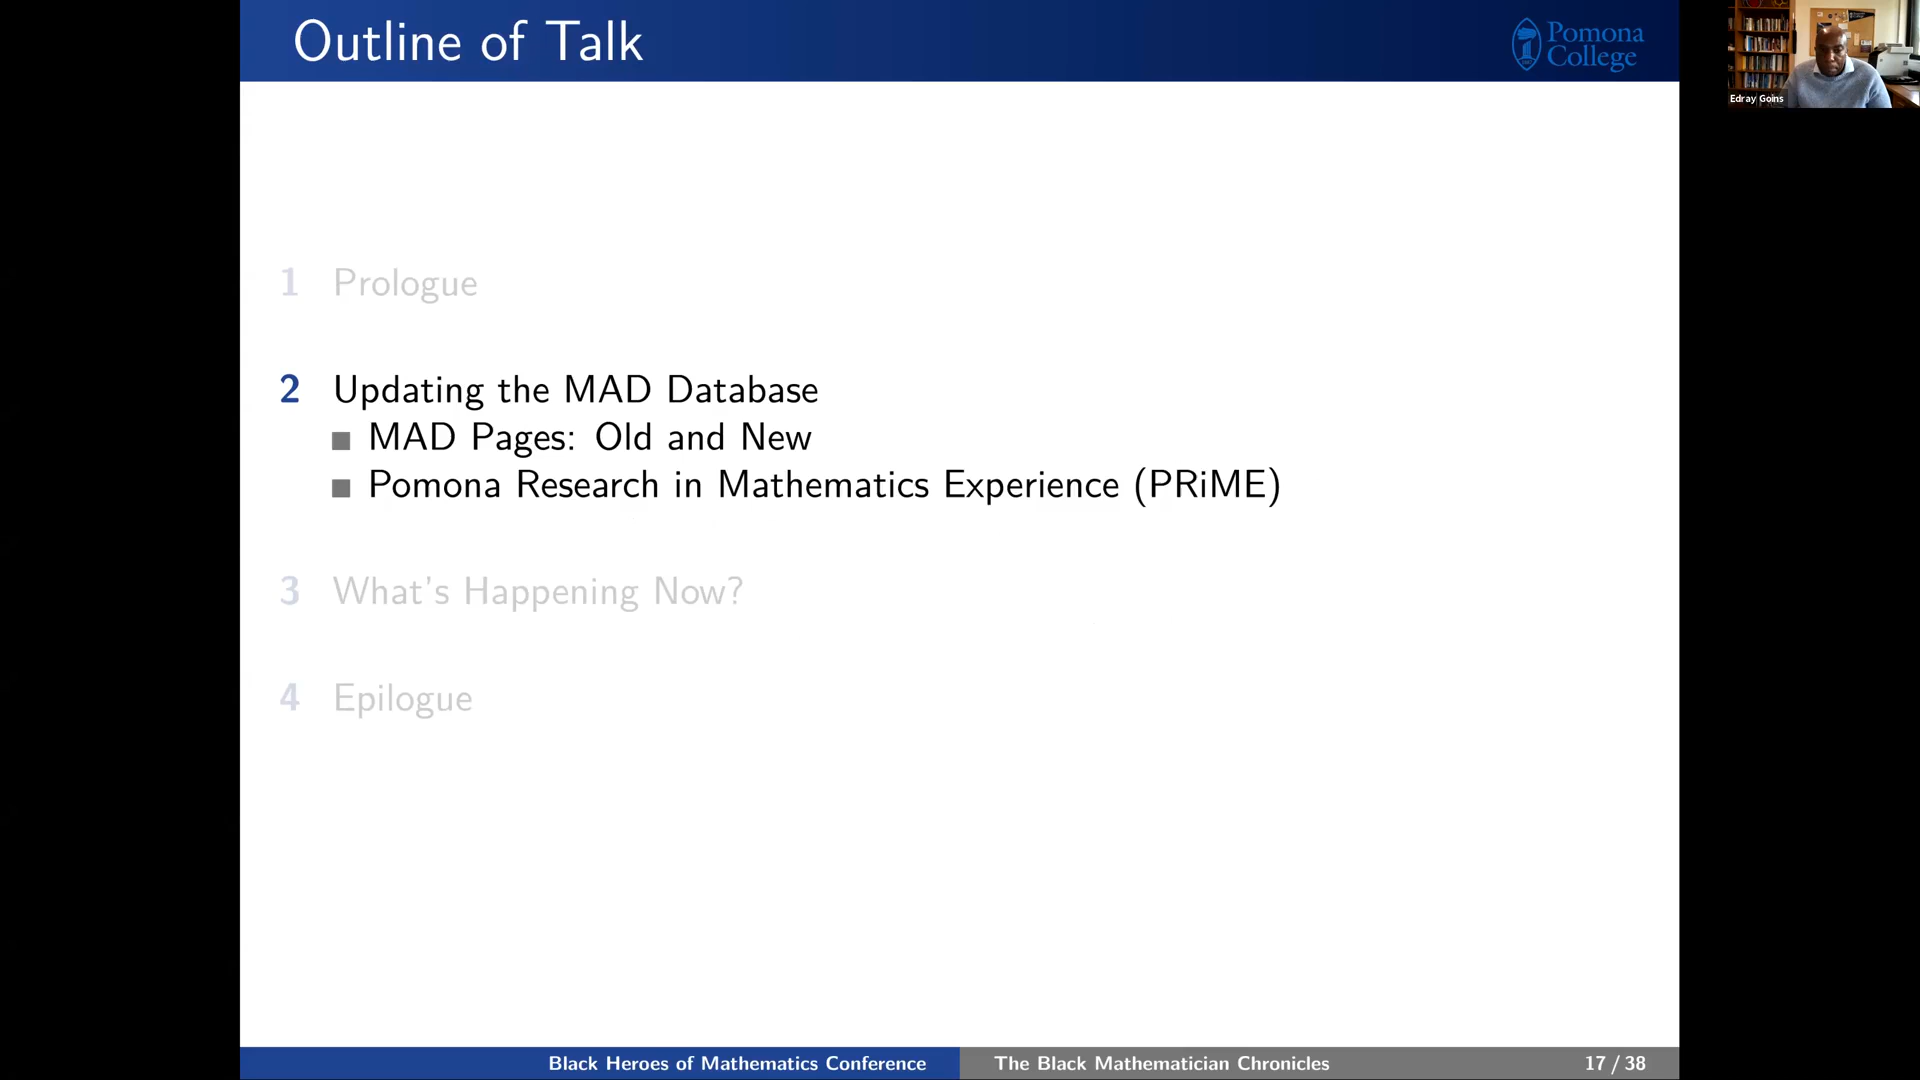 Outline of Talk
Pomona
College
Edray Goins
1 Prologue
2 Updating the MAD Database
MAD Pages: Old and New
Pomona Research in Mathematics Experience (PRiME)
3 What's Happening Now?
4 Epilogue
Black Heroes of Mathematics Conference
The Black Mathematician Chronicles
17 / 38